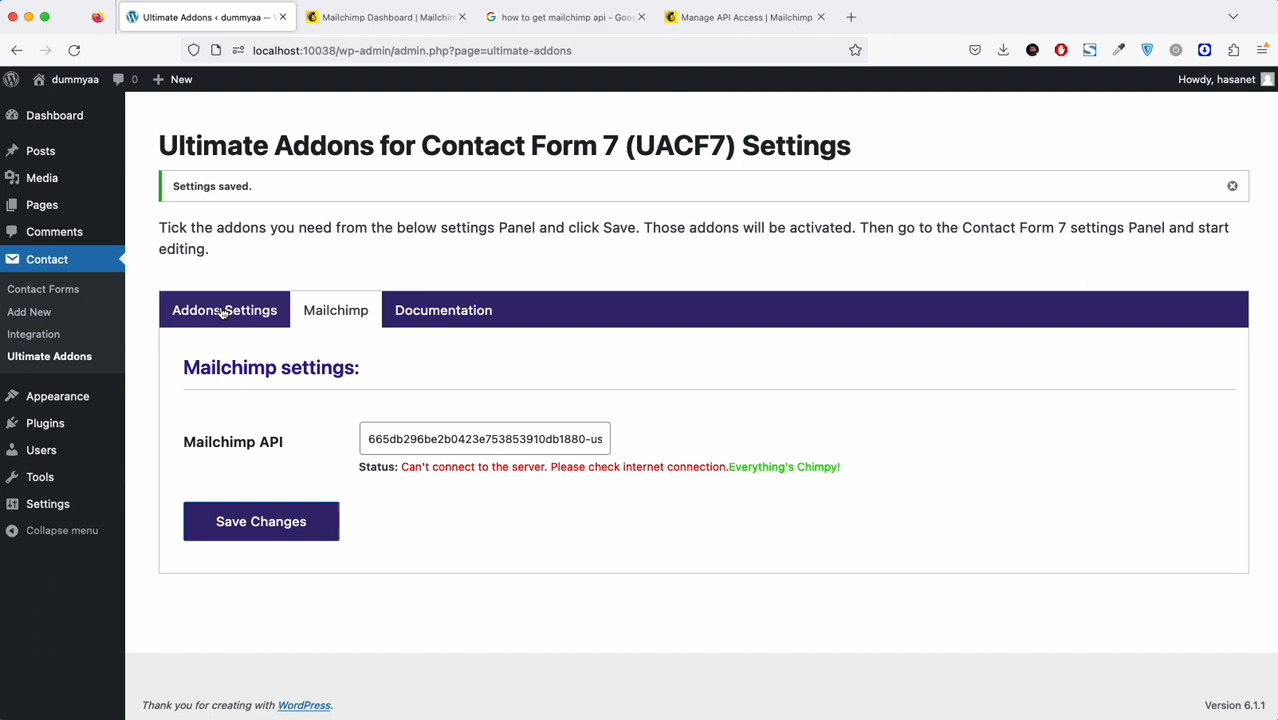 Ultimate Addons ‹ dummyaa — W
Mailchimp Dashboard | Mailchim
how to get mailchimp api - Goog
Manage API Access | Mailchimp
localhost:10038/wp-admin/admin.php?page=ultimate-addons
dummyaa
0
New
Howdy, hasanet
Dashboard
Posts
Media
Pages
Comments
Contact
Contact Forms
Add New
Integration
Ultimate Addons
Appearance
Plugins
Users
Tools
Settings
Collapse menu
Ultimate Addons for Contact Form 7 (UACF7) Settings
Settings saved.
Tick the addons you need from the below settings Panel and click Save. Those addons will be activated. Then go to the Contact Form 7 settings Panel and start
editing.
Addons Settings
Mailchimp
Documentation
Mailchimp settings:
Mailchimp API
665db296be2b0423e753853910db1880-us
Status: Can't connect to the server. Please check internet connection.Everything's Chimpy!
Save Changes
Thank you for creating with WordPress.
Version 6.1.1